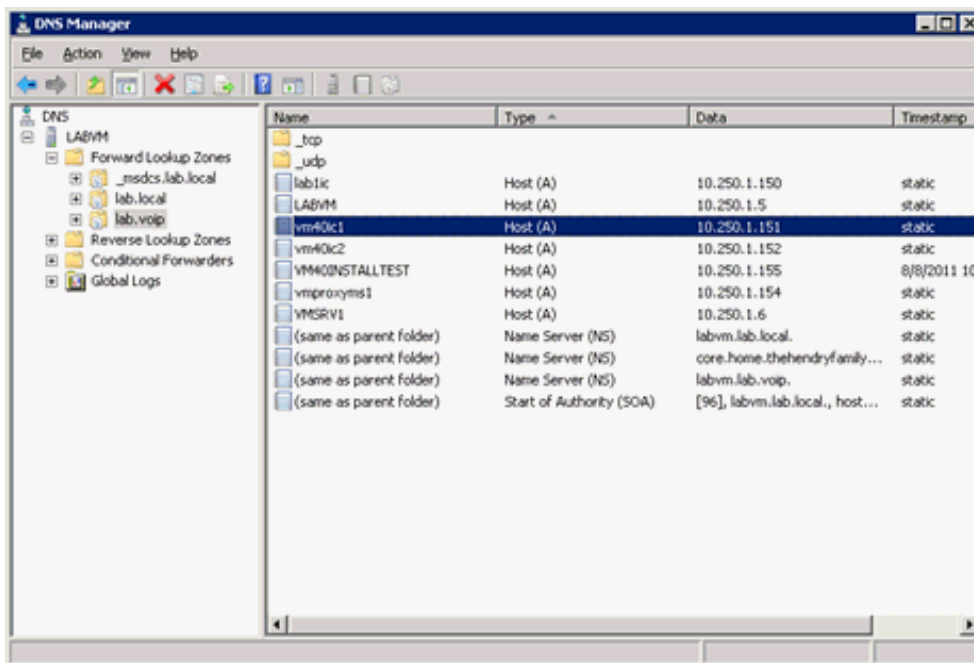 DNS Manager
File Action View Help
DNS
LABVM
Forward Lookup Zones
_msdcs.lab.local
lab.local
lab.voip
Reverse Lookup Zones
Conditional Forwarders
Global Logs
Name Type Data Timestamp
_tcp
_udp
lab1ic Host (A) 10.250.1.150 static
LABVM Host (A) 10.250.1.5 static
vm40ic1 Host (A) 10.250.1.151 static
vm40ic2 Host (A) 10.250.1.152 static
VM40INSTALLTEST Host (A) 10.250.1.155 8/8/2011 10
vmproxyms1 Host (A) 10.250.1.154 static
VMSRV1 Host (A) 10.250.1.6 static
(same as parent folder) Name Server (NS) labvm.lab.local. static
(same as parent folder) Name Server (NS) core.home.thehendryfamily... static
(same as parent folder) Name Server (NS) labvm.lab.voip. static
(same as parent folder) Start of Authority (SOA) [96], labvm.lab.local., host... static